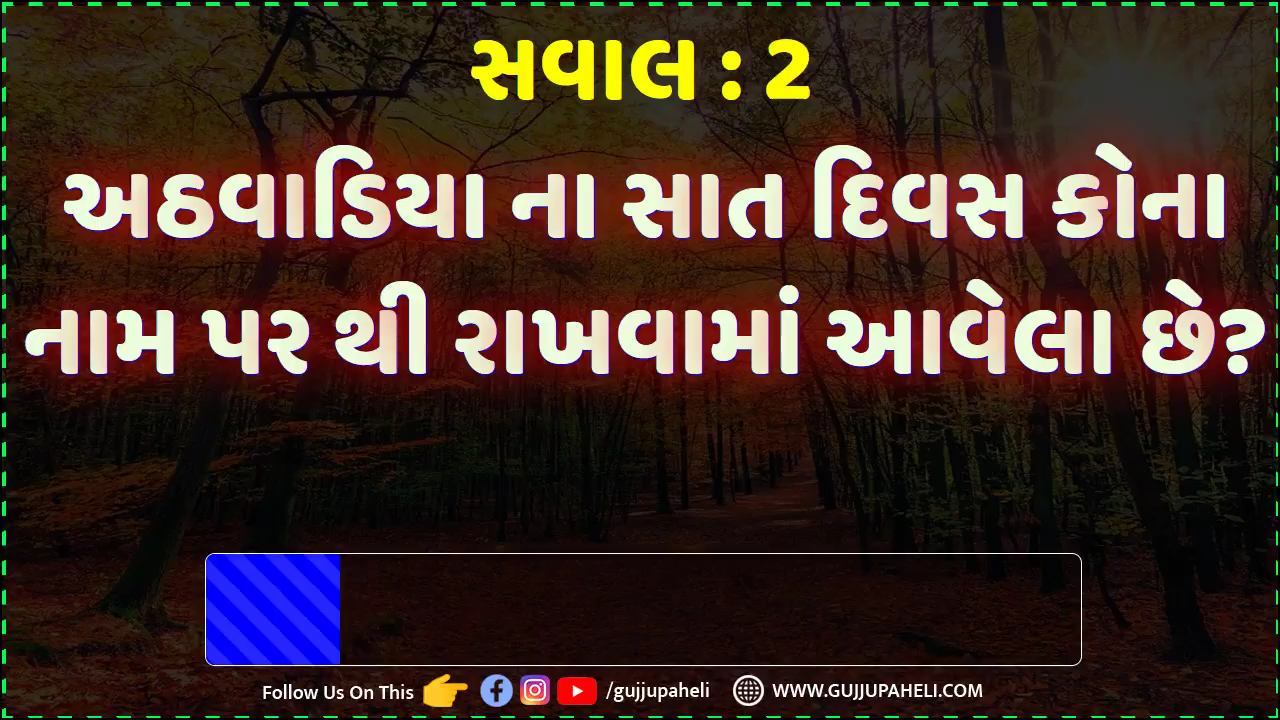 સવાલ : 2
અઠવાડિયા ના સાત દિવસ કોના
નામ પર થી રાખવામાં આવેલા છે?
Follow Us On This /gujjupaheli WWW.GUJJUPAHELI.COM